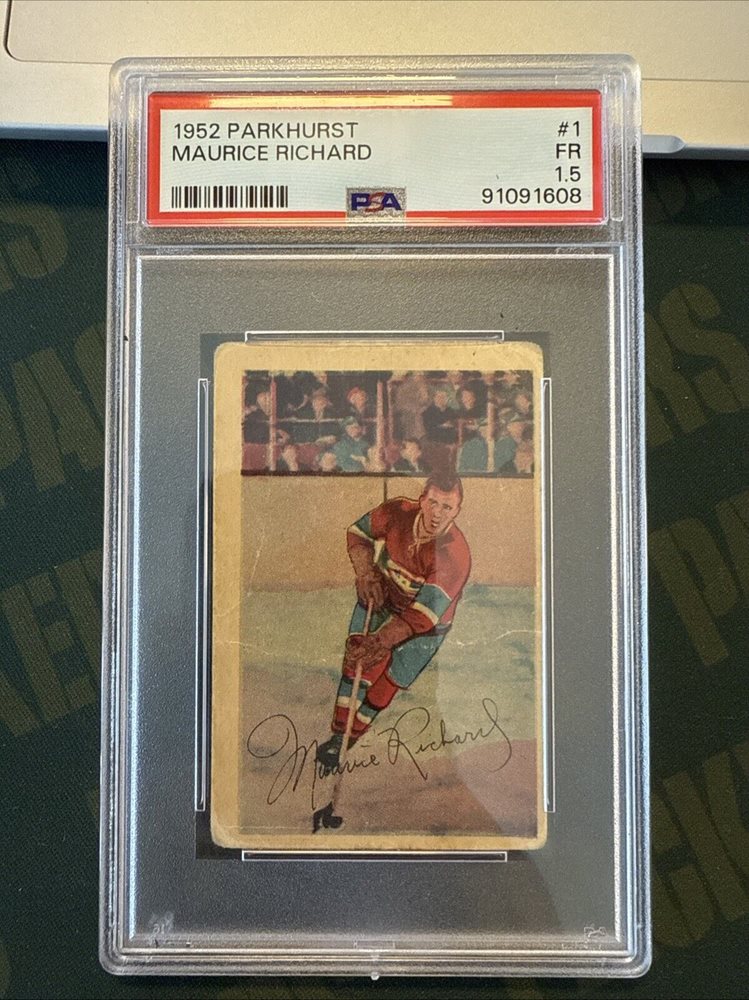 1952 PARKHURST #1
MAURICE RICHARD FR
1.5
PSA 91091608
Maurice Richard